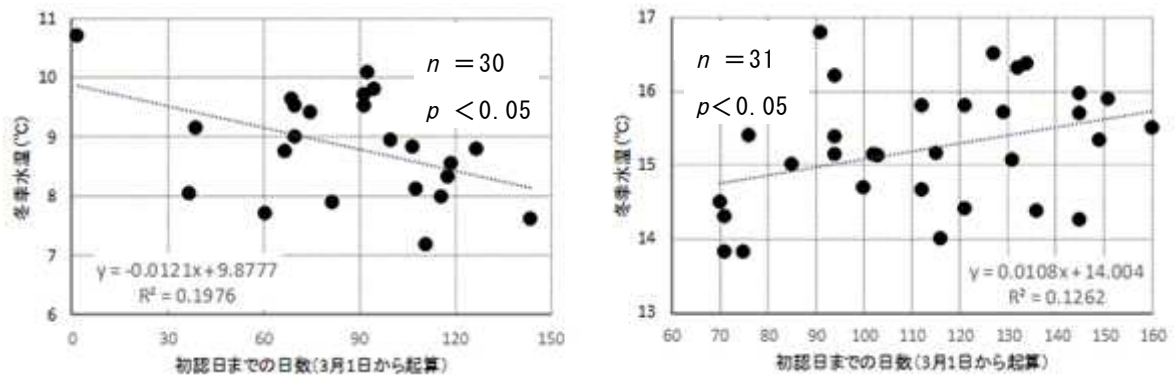 11
10
9
8
7
6
冬季水温(℃)
n =30
p <0.05
y = -0.0121x + 9.8777
R² = 0.1976
0 30 60 90 120 150
初認日までの日数(3月1日から起算)
17
16
15
14
13
冬季水温(℃)
n =31
p<0.05
y = 0.0108x + 14.004
R² = 0.1262
60 70 80 90 100 110 120 130 140 150 160
初認日までの日数(3月1日から起算)